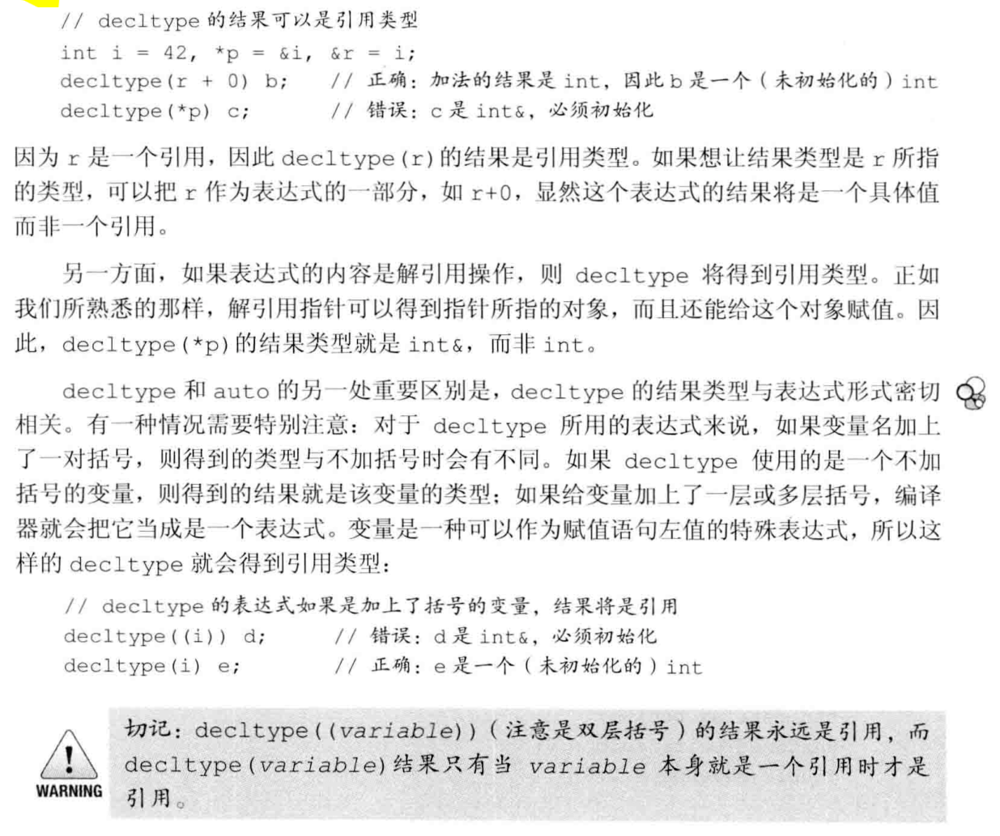 // decltype 的结果可以是引用类型
int i = 42, *p = &i, &r = i;
decltype(r + 0) b;    // 正确：加法的结果是 int，因此 b 是一个（未初始化的）int
decltype(*p) c;       // 错误：c 是 int&，必须初始化
因为 r 是一个引用，因此 decltype(r)的结果是引用类型。如果想让结果类型是 r 所指
的类型，可以把 r 作为表达式的一部分，如 r+0，显然这个表达式的结果将是一个具体值
而非一个引用。
另一方面，如果表达式的内容是解引用操作，则 decltype 将得到引用类型。正如
我们所熟悉的那样，解引用指针可以得到指针所指的对象，而且还能给这个对象赋值。因
此，decltype(*p)的结果类型就是 int&，而非 int。
decltype 和 auto 的另一处重要区别是，decltype 的结果类型与表达式形式密切
相关。有一种情况需要特别注意：对于 decltype 所用的表达式来说，如果变量名加上
了一对括号，则得到的类型与不加括号时会有不同。如果 decltype 使用的是一个不加
括号的变量，则得到的结果就是该变量的类型；如果给变量加上了一层或多层括号，编译
器就会把它当成是一个表达式。变量是一种可以作为赋值语句左值的特殊表达式，所以这
样的 decltype 就会得到引用类型：
// decltype 的表达式如果是加上了括号的变量，结果将是引用
decltype((i)) d;      // 错误：d 是 int&，必须初始化
decltype(i) e;        // 正确：e 是一个（未初始化的）int
切记：decltype((variable))（注意是双层括号）的结果永远是引用，而
decltype(variable)结果只有当 variable 本身就是一个引用时才是
引用。
WARNING